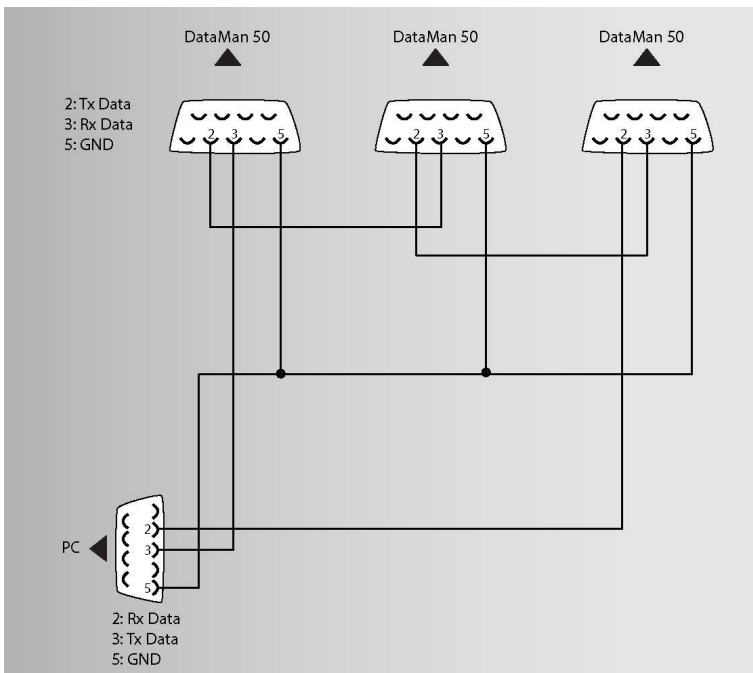 DataMan 50 DataMan 50 DataMan 50
2: Tx Data
3: Rx Data
5: GND
2 3 5 2 3 5 2 3 5
2
3
5
PC
2: Rx Data
3: Tx Data
5: GND